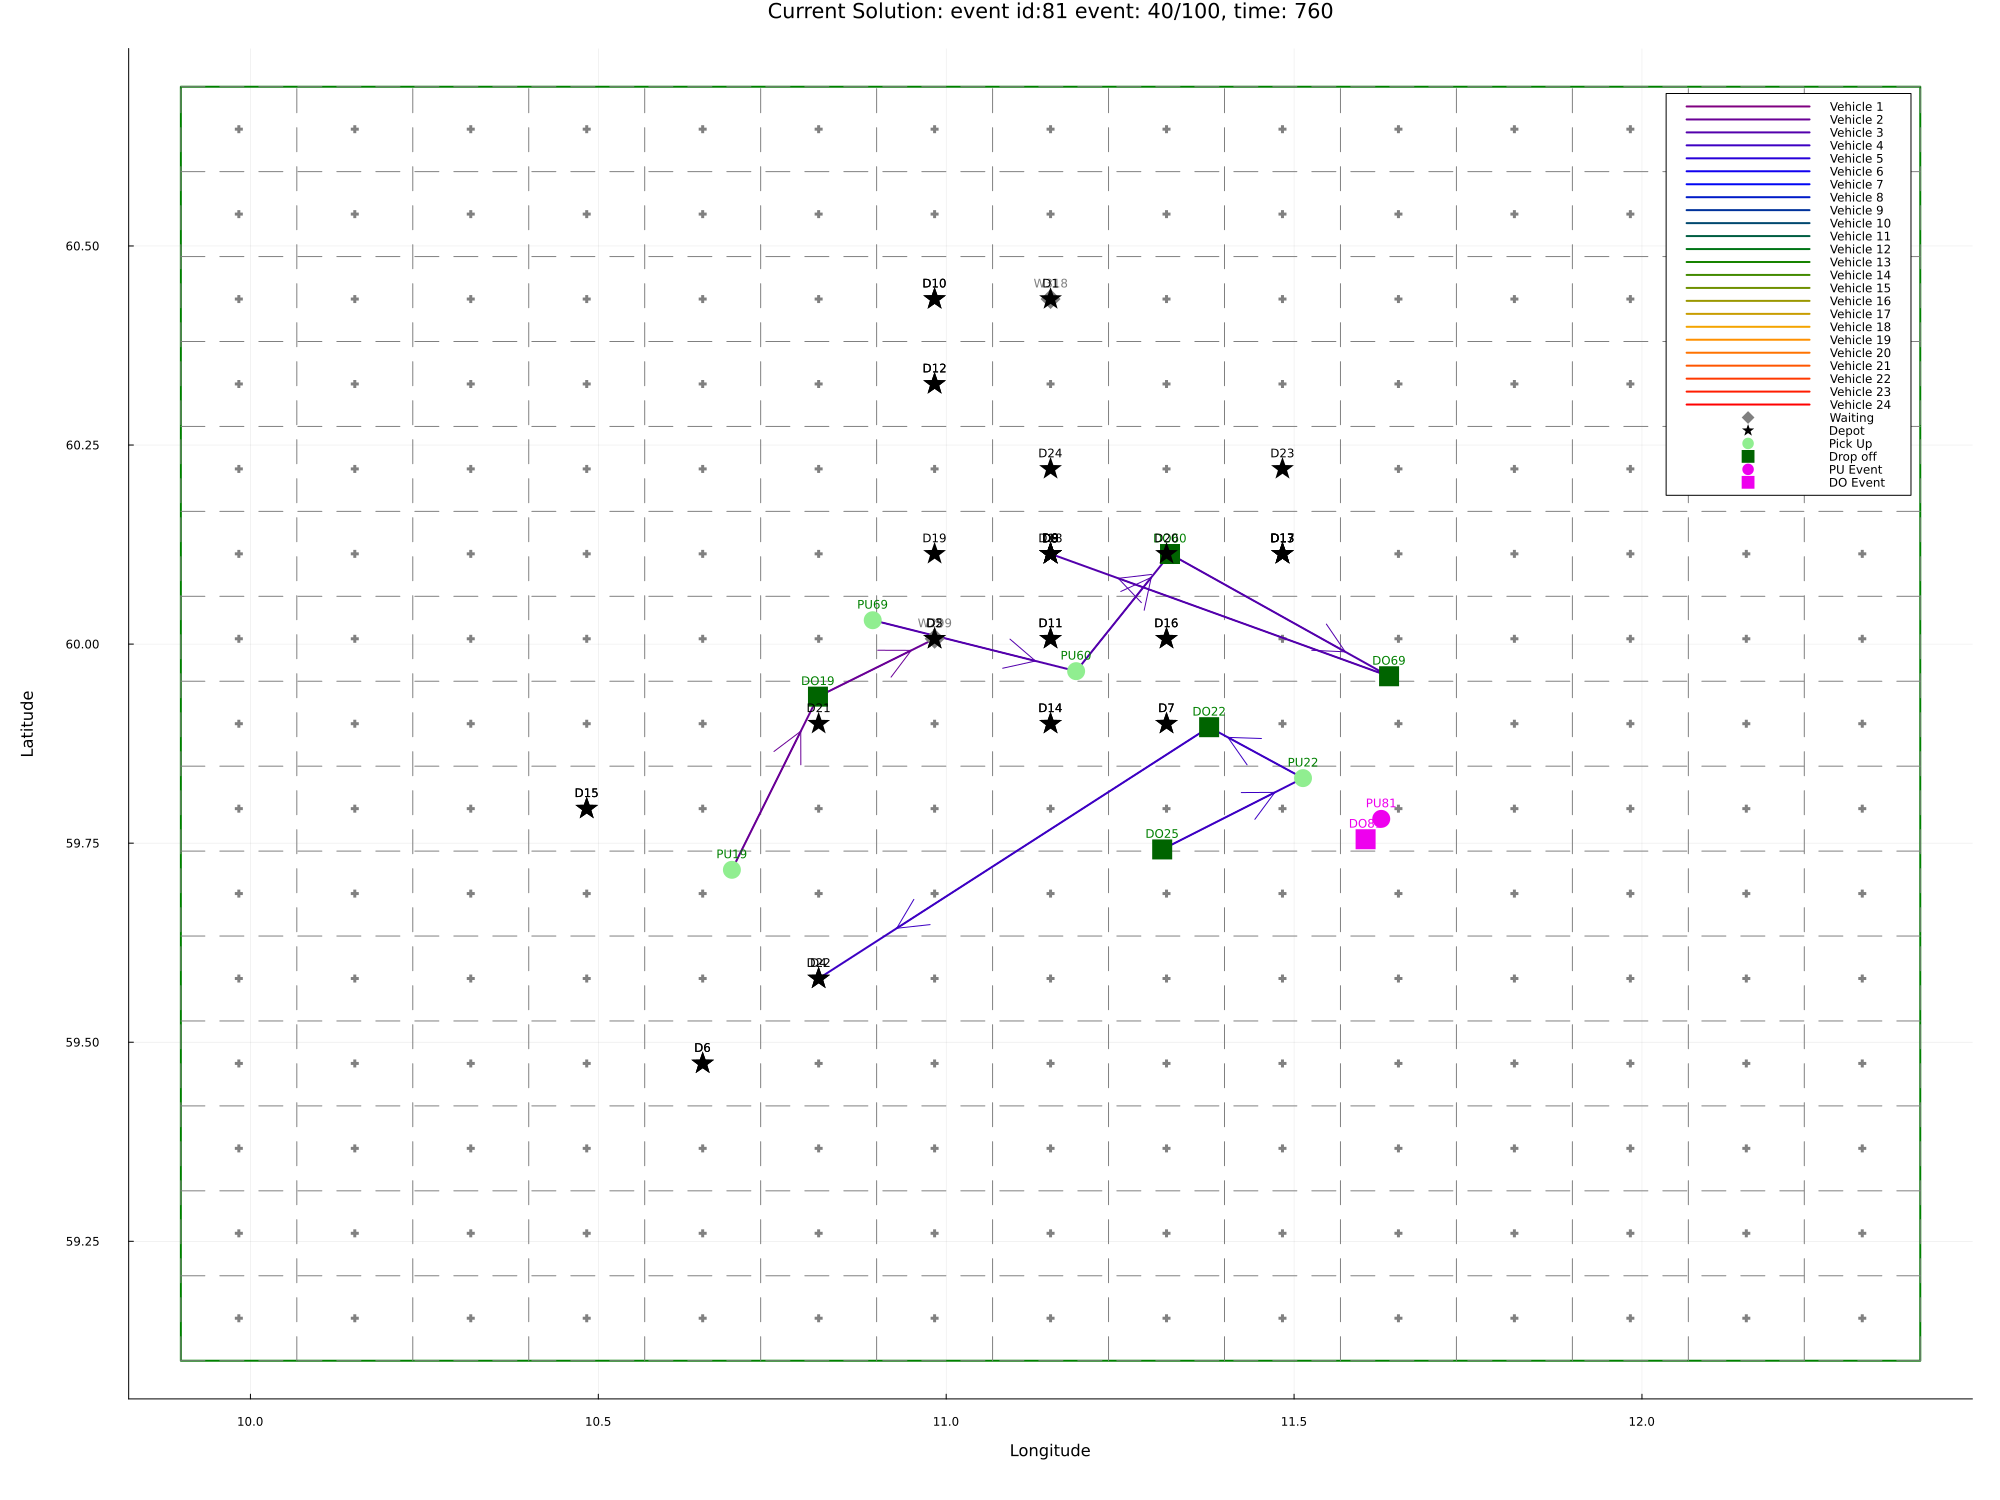 Current Solution: event id:81 event: 40/100, time: 760
Vehicle 1
Vehicle 2
Vehicle 3
Vehicle 4
Vehicle 5
Vehicle 6
Vehicle 7
Vehicle 8
Vehicle 9
Vehicle 10
Vehicle 11
Vehicle 12
Vehicle 13
Vehicle 14
Vehicle 15
Vehicle 16
Vehicle 17
Vehicle 18
Vehicle 19
Vehicle 20
Vehicle 21
Vehicle 22
Vehicle 23
Vehicle 24
Waiting
Depot
Pick Up
Drop off
PU Event
DO Event
60.50
60.25
60.00
59.75
59.50
59.25
Latitude
D10
D1
D12
D24
D23
D19
PU69
D11
D16
PU60
DO69
DO19
D21
D14
D7
DO22
PU22
D15
PU81
DO25
PU19
D6
10.0
10.5
11.0
11.5
12.0
Longitude